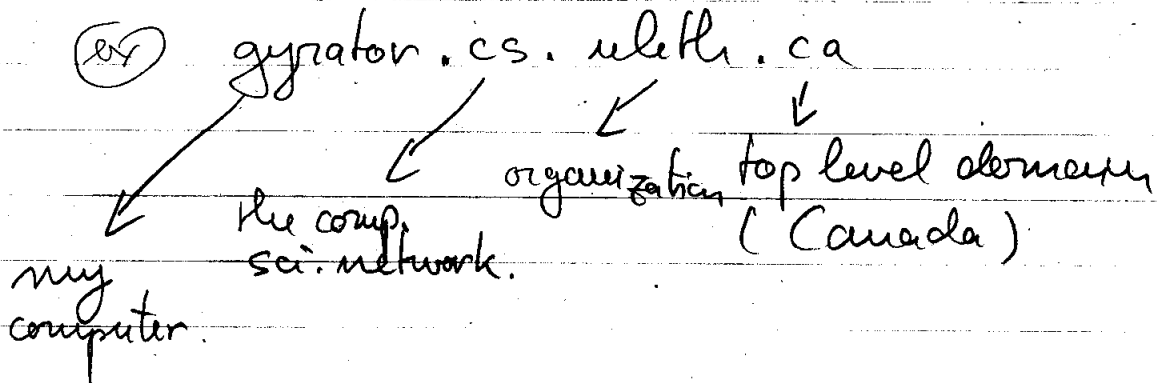 ex gyrator . cs . uleth . ca
organization top level domain
the comp. (Canada)
sci. network.
my
computer.